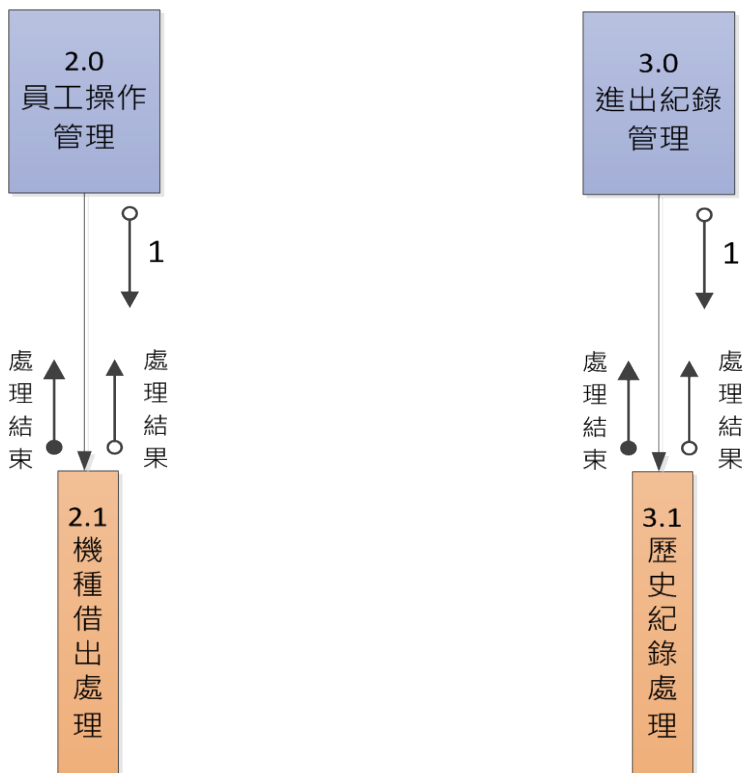 2.0
員工操作
管理
1
處理結束
處理結果
2.1
機種借出處理
3.0
進出紀錄
管理
1
處理結束
處理結果
3.1
歷史紀錄處理